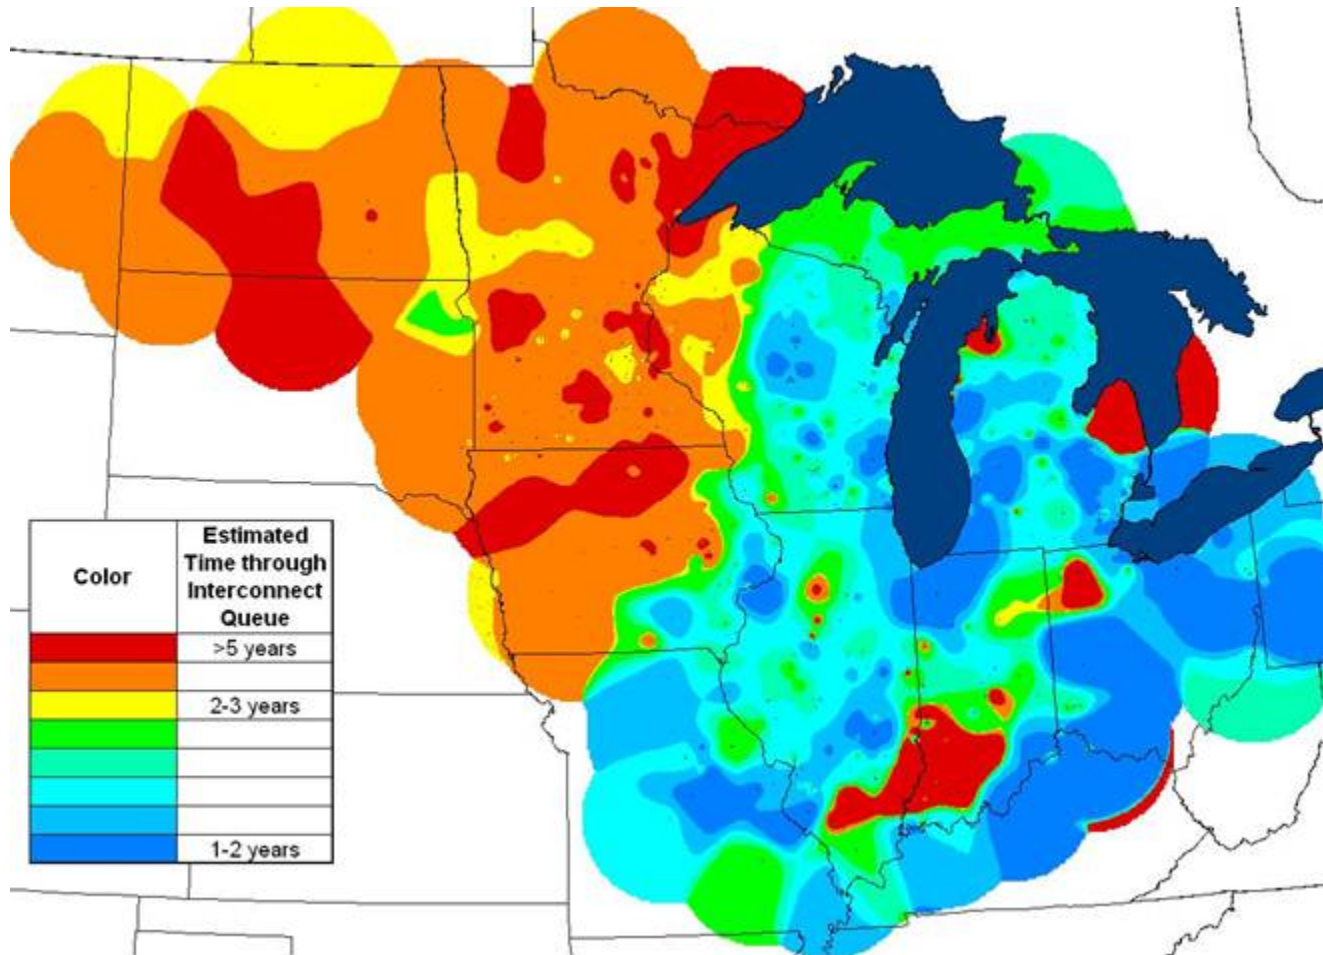 Color
Estimated
Time through
Interconnect
Queue
>5 years
2-3 years
1-2 years